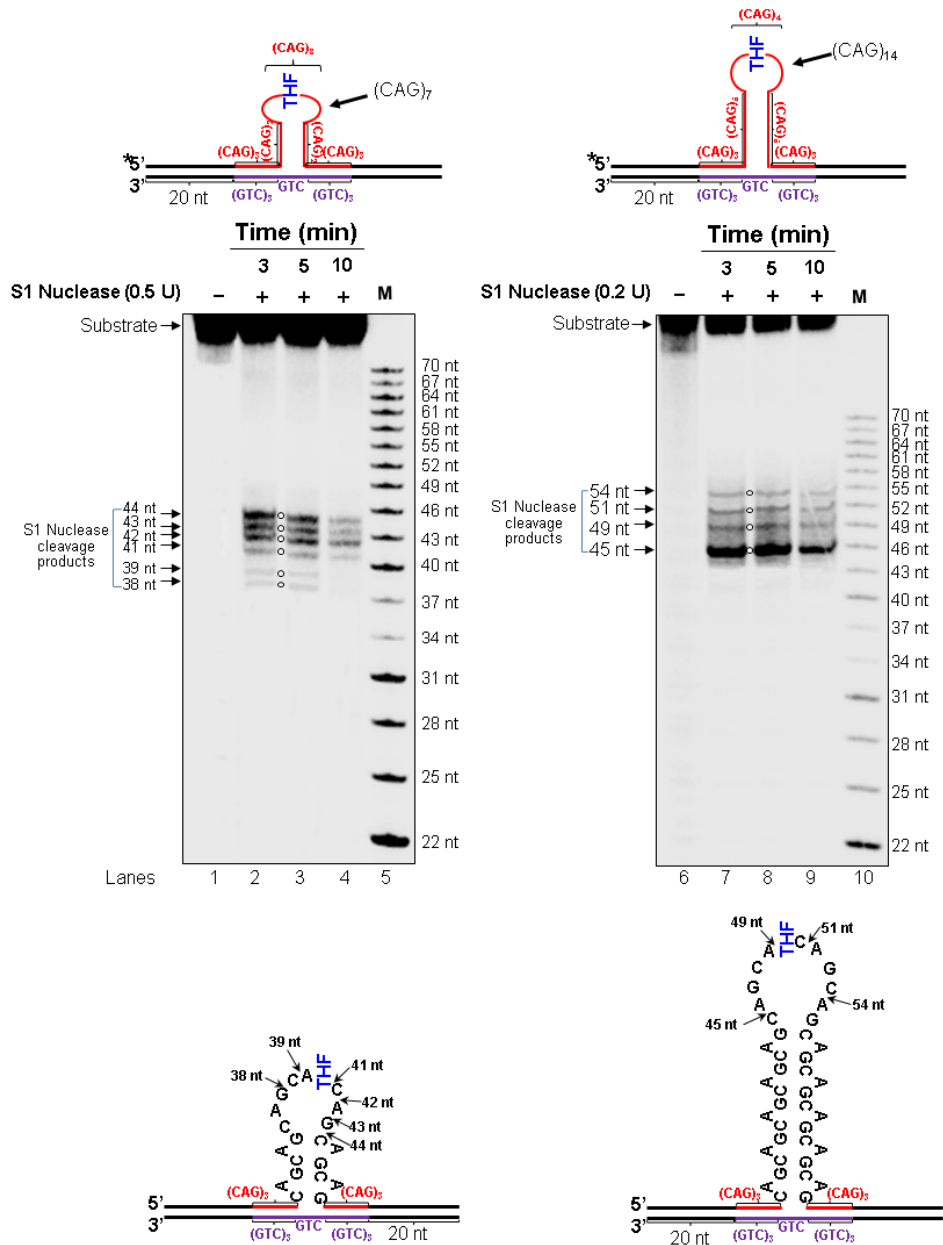 (CAG)₃
THF
(CAG)₇
(CAG)₂
(CAG)₂
(CAG)₃
(CAG)₃
*5'
3'
20 nt
(GTC)₃
GTC
(GTC)₃
(CAG)₄
THF
(CAG)₁₄
(CAG)₅
(CAG)₅
(CAG)₃
(CAG)₃
*5'
3'
20 nt
(GTC)₃
GTC
(GTC)₃
Time (min)
3 5 10
S1 Nuclease (0.5 U) – + + + M
Substrate
70 nt
67 nt
64 nt
61 nt
58 nt
55 nt
52 nt
49 nt
46 nt
43 nt
40 nt
37 nt
34 nt
31 nt
28 nt
25 nt
22 nt
S1 Nuclease
cleavage
products
44 nt
43 nt
42 nt
41 nt
39 nt
38 nt
Lanes 1 2 3 4 5
Time (min)
3 5 10
S1 Nuclease (0.2 U) – + + + M
Substrate
70 nt
67 nt
64 nt
61 nt
58 nt
55 nt
52 nt
49 nt
46 nt
43 nt
40 nt
37 nt
34 nt
31 nt
28 nt
25 nt
22 nt
S1 Nuclease
cleavage
products
54 nt
51 nt
49 nt
45 nt
6 7 8 9 10
39 nt
38 nt
THF
41 nt
42 nt
43 nt
44 nt
C A G C G A C A G C A
C A G C A G C G
5'
3'
(CAG)₃
(CAG)₃
(GTC)₃
GTC
(GTC)₃
20 nt
49 nt
THF
51 nt
45 nt
54 nt
C A G C A G C A G C A G C A G C A
C A G C A G A C G A C G A C G A C G
5'
3'
(CAG)₃
(CAG)₃
20 nt
(GTC)₃
GTC
(GTC)₃